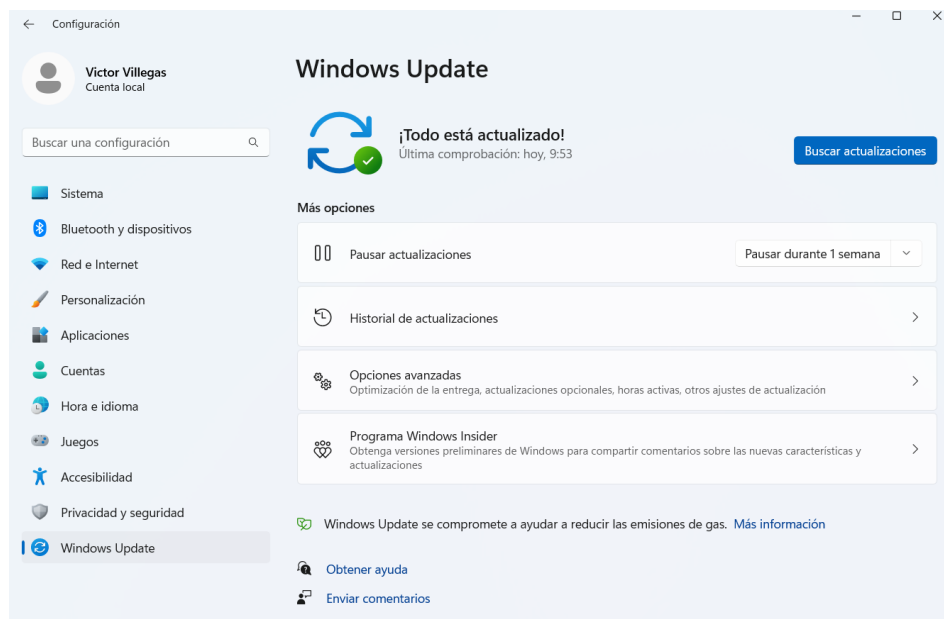 Configuración
Victor Villegas
Cuenta local
Buscar una configuración
Sistema
Bluetooth y dispositivos
Red e Internet
Personalización
Aplicaciones
Cuentas
Hora e idioma
Juegos
Accesibilidad
Privacidad y seguridad
Windows Update
Windows Update
¡Todo está actualizado!
Última comprobación: hoy, 9:53
Buscar actualizaciones
Más opciones
Pausar actualizaciones
Pausar durante 1 semana
Historial de actualizaciones
Opciones avanzadas
Optimización de la entrega, actualizaciones opcionales, horas activas, otros ajustes de actualización
Programa Windows Insider
Obtenga versiones preliminares de Windows para compartir comentarios sobre las nuevas características y
actualizaciones
Windows Update se compromete a ayudar a reducir las emisiones de gas. Más información
Obtener ayuda
Enviar comentarios